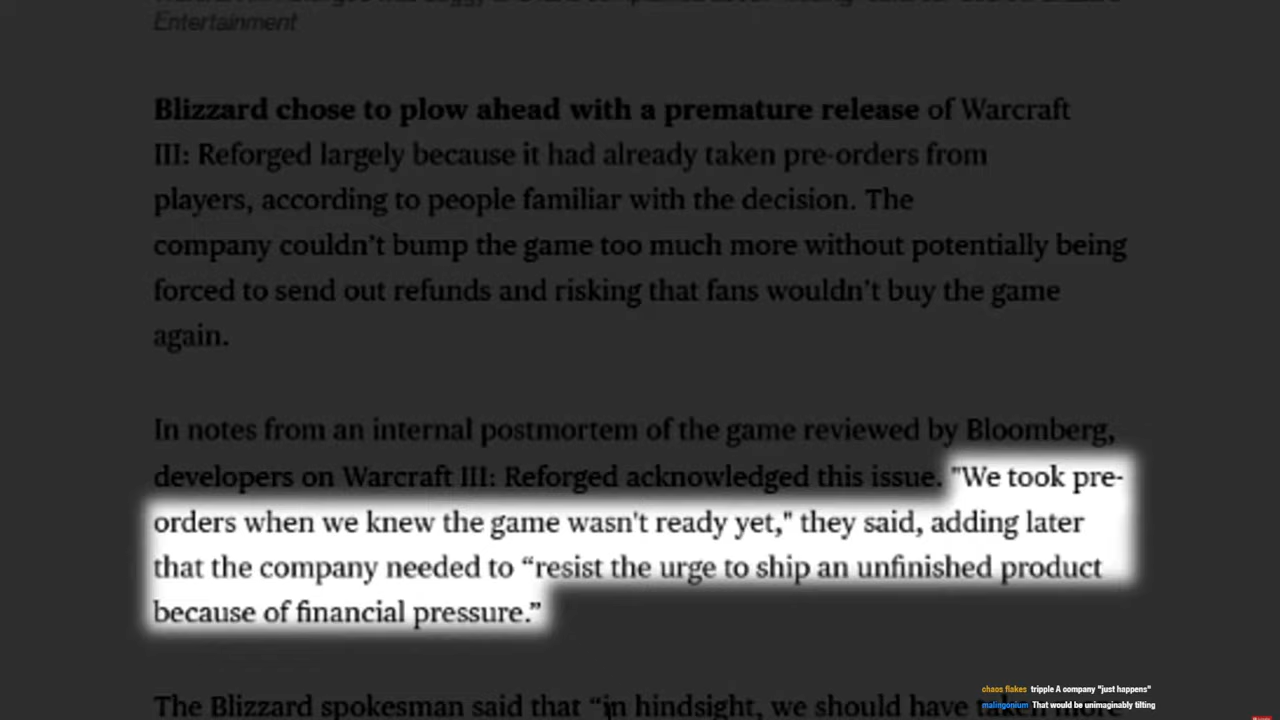 Entertainment
Blizzard chose to plow ahead with a premature release of Warcraft
III: Reforged largely because it had already taken pre-orders from
players, according to people familiar with the decision. The
company couldn’t bump the game too much more without potentially being
forced to send out refunds and risking that fans wouldn’t buy the game
again.
In notes from an internal postmortem of the game reviewed by Bloomberg,
developers on Warcraft III: Reforged acknowledged this issue. "We took pre-
orders when we knew the game wasn't ready yet," they said, adding later
that the company needed to “resist the urge to ship an unfinished product
because of financial pressure.”
The Blizzard spokesman said that “in hindsight, we should have taken more
chaos flakes tripple A company "just happens"
malingonium That would be unimaginably tilting